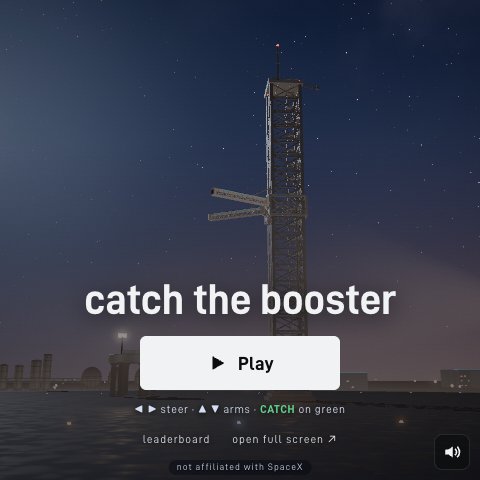 catch the booster
▶ Play
◀ ▶ steer · ▲ ▼ arms · CATCH on green
leaderboard open full screen ↗
not affiliated with SpaceX